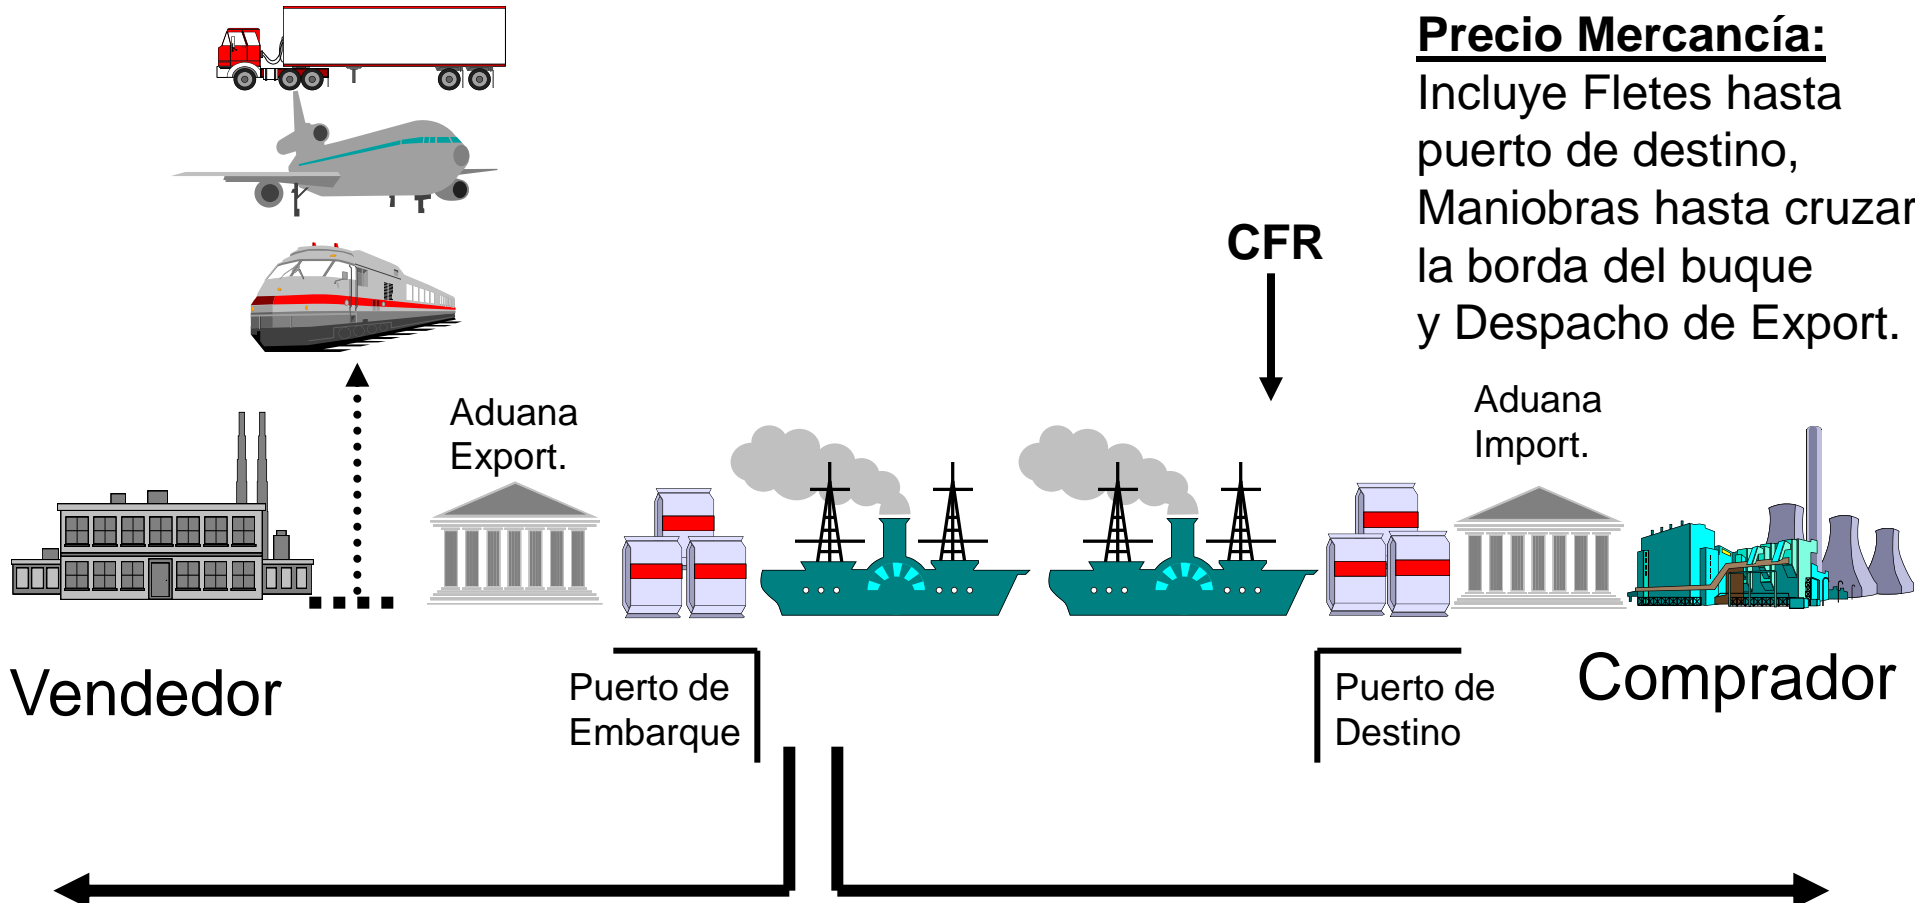 Precio Mercancía:
Incluye Fletes hasta
puerto de destino,
Maniobras hasta cruzar
la borda del buque
y Despacho de Export.
CFR
Aduana
Export.
Aduana
Import.
Vendedor
Puerto de
Embarque
Puerto de
Destino
Comprador